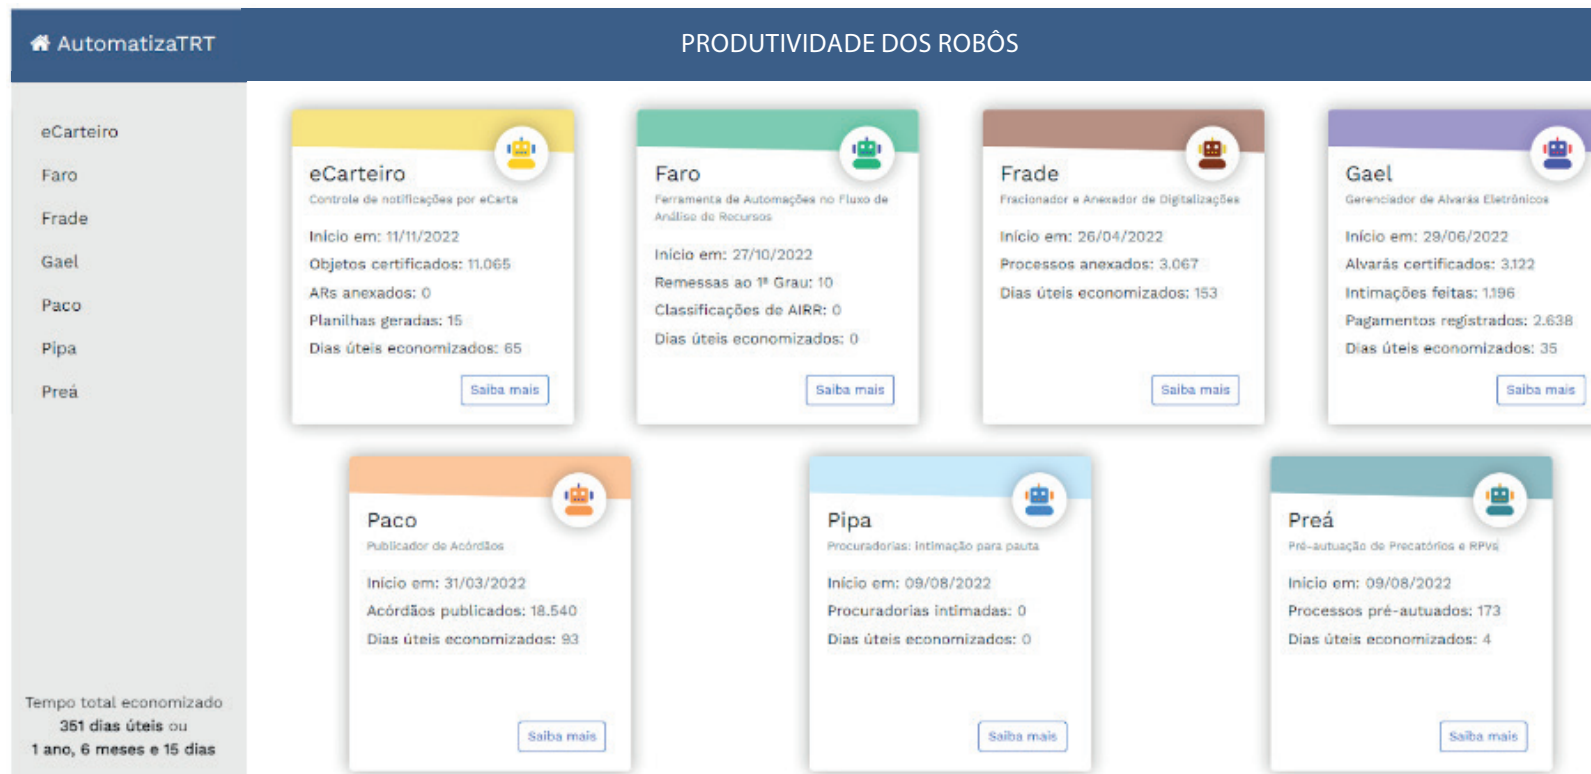 AutomatizaTRT
PRODUTIVIDADE DOS ROBÔS
eCarteiro
Faro
Frade
Gael
Paco
Pipa
Preá
Tempo total economizado
351 dias úteis ou
1 ano, 6 meses e 15 dias
eCarteiro
Controle de notificações por eCarta
Início em: 11/11/2022
Objetos certificados: 11.065
ARs anexados: 0
Planilhas geradas: 15
Dias úteis economizados: 65
Saiba mais
Faro
Ferramenta de Automações no Fluxo de
Análise de Recursos
Início em: 27/10/2022
Remessas ao 1º Grau: 10
Classificações de AIRR: 0
Dias úteis economizados: 0
Saiba mais
Frade
Fracionador e Anexador de Digitalizações
Início em: 26/04/2022
Processos anexados: 3.067
Dias úteis economizados: 153
Saiba mais
Gael
Gerenciador de Alvarás Eletrônicos
Início em: 29/06/2022
Alvarás certificados: 3.122
Intimações feitas: 1.196
Pagamentos registrados: 2.638
Dias úteis economizados: 35
Saiba mais
Paco
Publicador de Acórdãos
Início em: 31/03/2022
Acórdãos publicados: 18.540
Dias úteis economizados: 93
Saiba mais
Pipa
Procuradorias: intimação para pauta
Início em: 09/08/2022
Procuradorias intimadas: 0
Dias úteis economizados: 0
Saiba mais
Preá
Pré-autuação de Precatórios e RPVs
Início em: 09/08/2022
Processos pré-autuados: 173
Dias úteis economizados: 4
Saiba mais